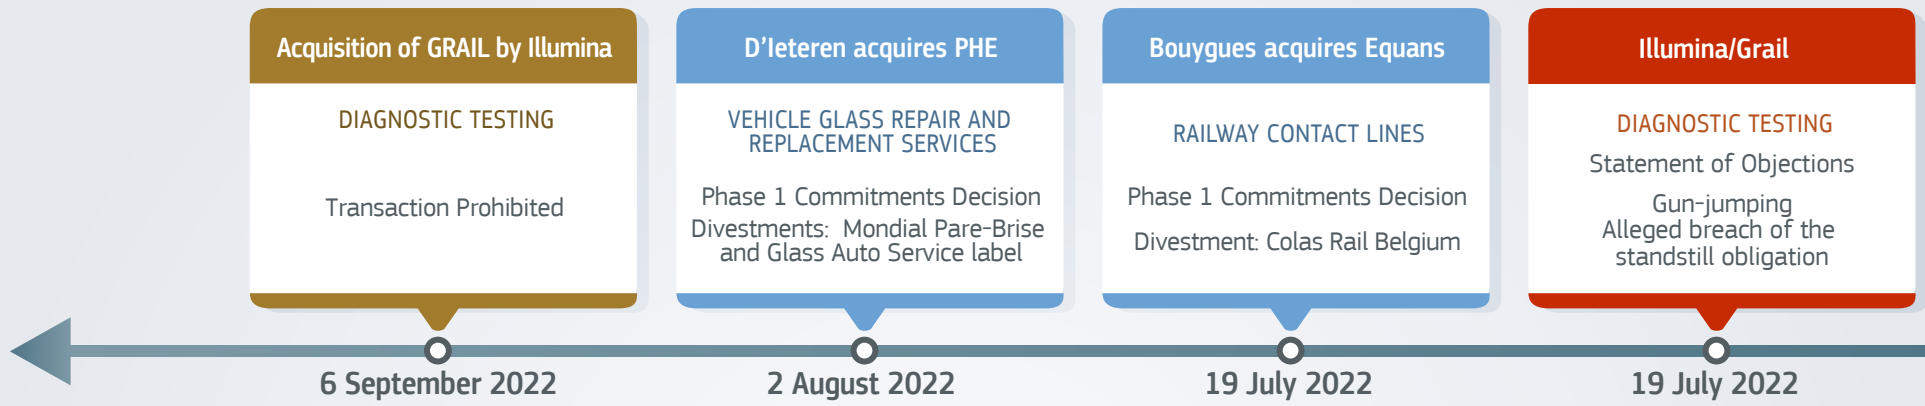 Acquisition of GRAIL by Illumina
DIAGNOSTIC TESTING
Transaction Prohibited
6 September 2022
D'Ieteren acquires PHE
VEHICLE GLASS REPAIR AND
REPLACEMENT SERVICES
Phase 1 Commitments Decision
Divestments: Mondial Pare-Brise
and Glass Auto Service label
2 August 2022
Bouygues acquires Equans
RAILWAY CONTACT LINES
Phase 1 Commitments Decision
Divestment: Colas Rail Belgium
19 July 2022
Illumina/Grail
DIAGNOSTIC TESTING
Statement of Objections
Gun-jumping
Alleged breach of the
standstill obligation
19 July 2022